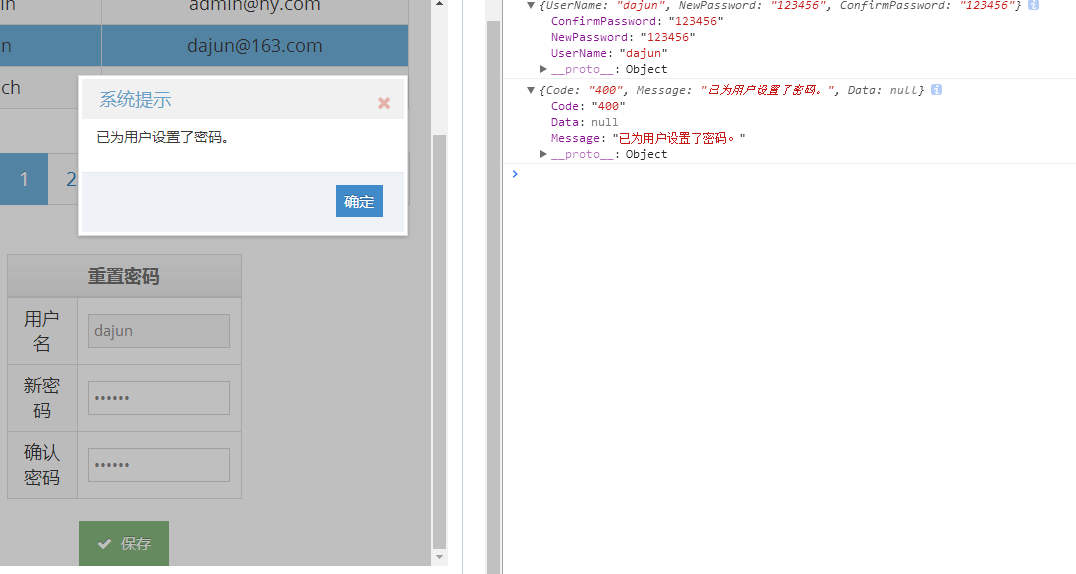 in admin@hy.com
n dajun@163.com
ch
系统提示
已为用户设置了密码。
确定
1 2
重置密码
用户名 dajun
新密码 ••••••
确认密码 ••••••
保存
{UserName: "dajun", NewPassword: "123456", ConfirmPassword: "123456"}
ConfirmPassword: "123456"
NewPassword: "123456"
UserName: "dajun"
__proto__: Object
{Code: "400", Message: "已为用户设置了密码。", Data: null}
Code: "400"
Data: null
Message: "已为用户设置了密码。"
__proto__: Object